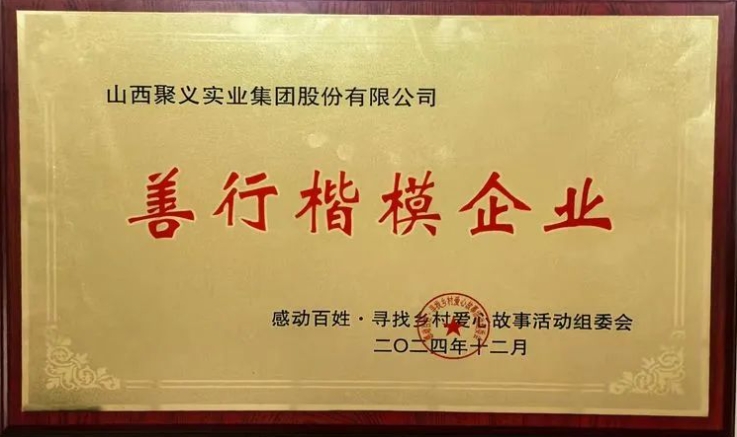 山西聚义实业集团股份有限公司
善行楷模企业
感动百姓·寻找乡村爱心故事活动组委会
二〇二四年十二月